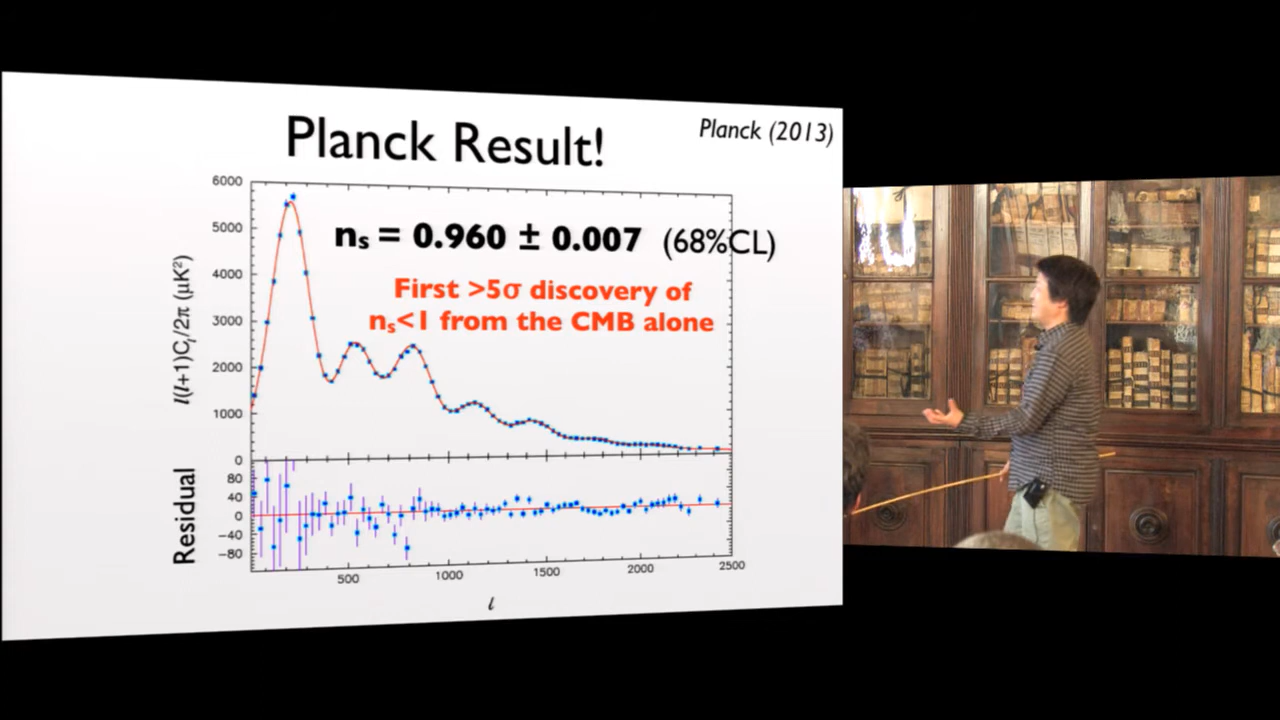 Planck Result!
Planck (2013)
6000
5000
4000
3000
2000
1000
0
l(l+1)Cl/2π (μK²)
ns = 0.960 ± 0.007 (68%CL)
First >5σ discovery of
ns<1 from the CMB alone
80
40
0
−40
−80
Residual
500
1000
1500
2000
2500
l